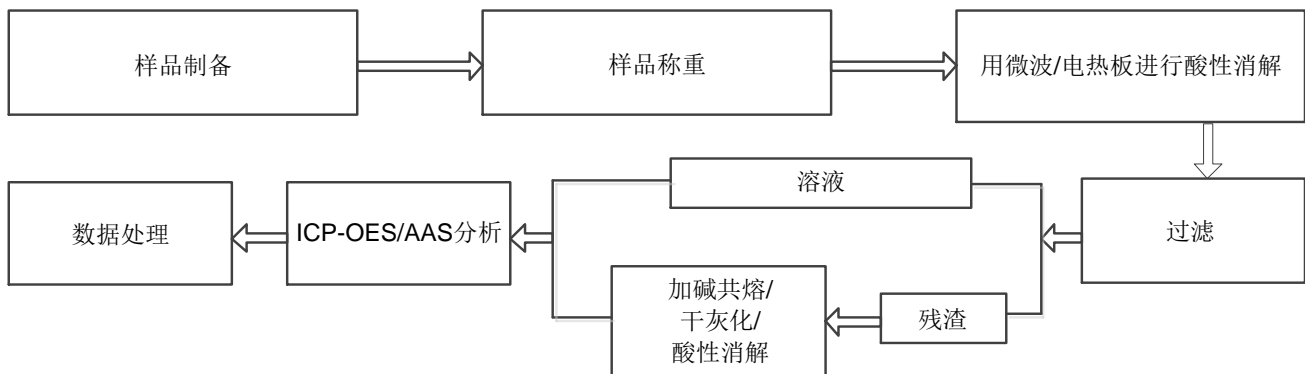 样品制备
样品称重
用微波/电热板进行酸性消解
过滤
溶液
残渣
加碱共熔/
干灰化/
酸性消解
ICP-OES/AAS分析
数据处理